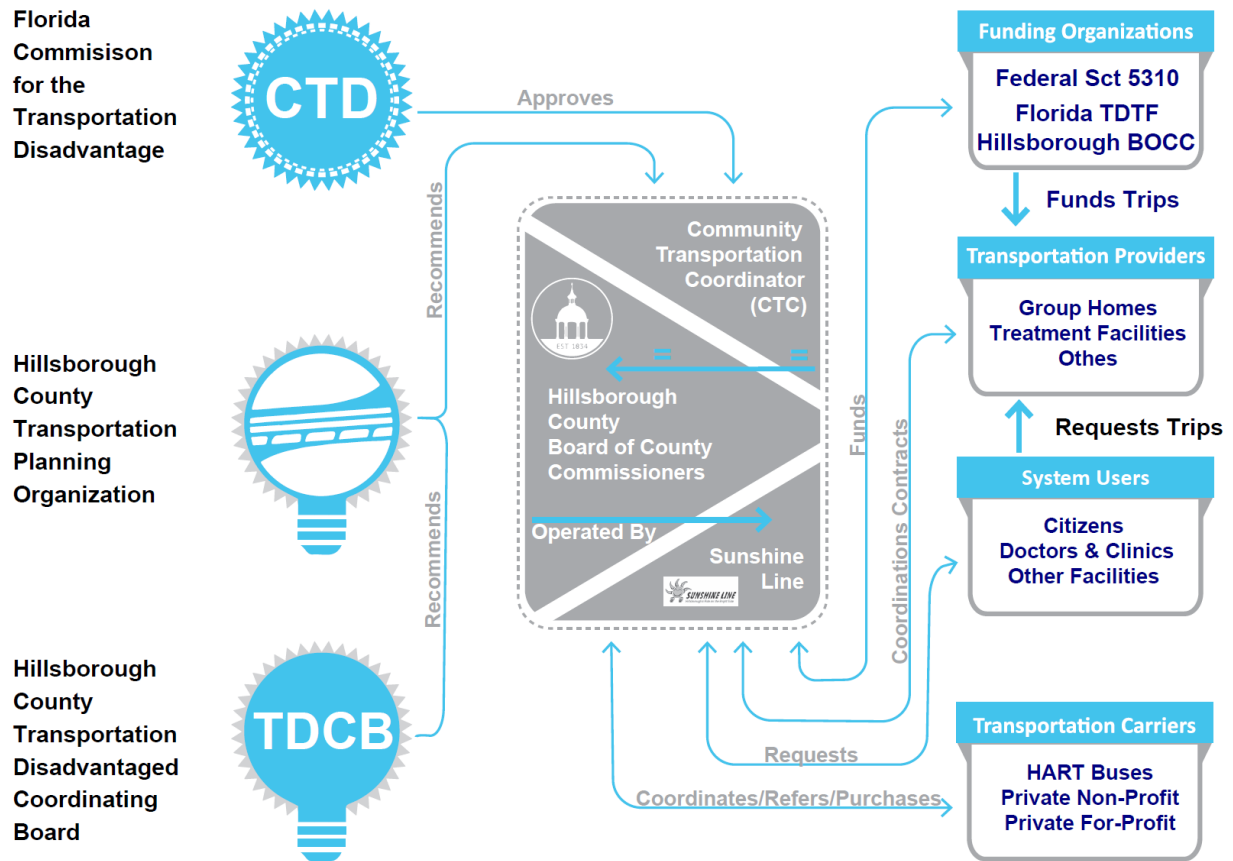 Florida
Commisison
for the
Transportation
Disadvantage
CTD
Approves
Recommends
Hillsborough
County
Transportation
Planning
Organization
Recommends
Hillsborough
County
Transportation
Disadvantaged
Coordinating
Board
TDCB
Community
Transportation
Coordinator
(CTC)
EST 1834
= =
Hillsborough
County
Board of County
Commissioners
Operated By
Sunshine
Line
SUNSHINE LINE
Funds
Coordinations Contracts
Requests
Coordinates/Refers/Purchases
Funding Organizations
Federal Sct 5310
Florida TDTF
Hillsborough BOCC
Funds Trips
Transportation Providers
Group Homes
Treatment Facilities
Othes
Requests Trips
System Users
Citizens
Doctors & Clinics
Other Facilities
Transportation Carriers
HART Buses
Private Non-Profit
Private For-Profit